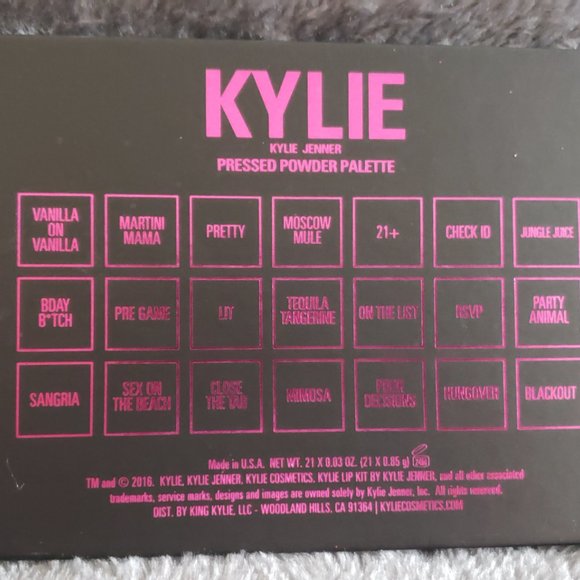 KYLIE
KYLIE JENNER
PRESSED POWDER PALETTE
VANILLA
ON
VANILLA
MARTINI
MAMA
PRETTY
MOSCOW
MULE
21+
CHECK ID
JUNGLE JUICE
BDAY
B*TCH
PRE GAME
LIT
TEQUILA
TANGERINE
ON THE LIST
RSVP
PARTY
ANIMAL
SANGRIA
SEX ON
THE BEACH
CLOSE
THE TAB
MIMOSA
POOR
DECISIONS
HUNGOVER
BLACKOUT
Made in U.S.A. NET WT. 21 X 0.03 OZ. (21 X 0.85 g)
TM and © 2016. KYLIE, KYLIE JENNER, KYLIE COSMETICS, KYLIE LIP KIT BY KYLIE JENNER, and all other associated
trademarks, service marks, designs and images are owned solely by Kylie Jenner, Inc. All rights reserved.
DIST. BY KING KYLIE, LLC - WOODLAND HILLS, CA 91364 | KYLIECOSMETICS.COM